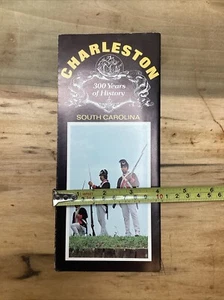 CHARLESTON
300 Years
of History
SOUTH CAROLINA